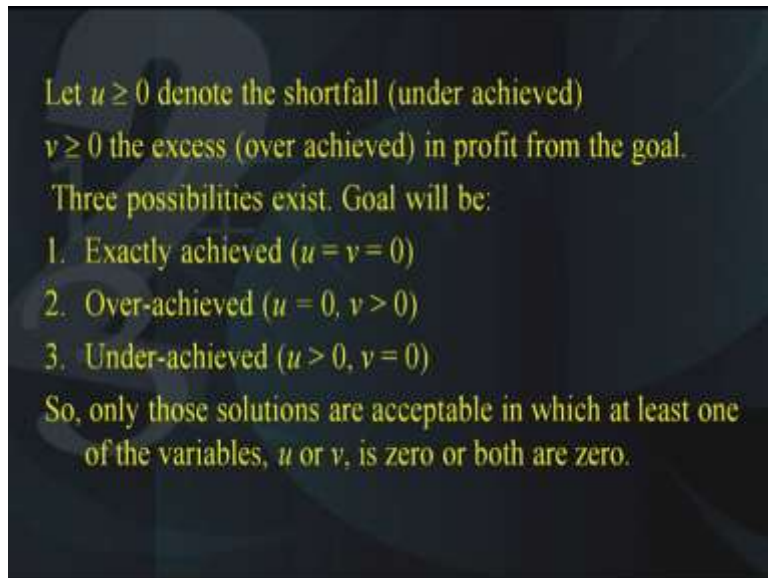 Let u ≥ 0 denote the shortfall (under achieved)
v ≥ 0 the excess (over achieved) in profit from the goal.
Three possibilities exist. Goal will be:
1. Exactly achieved (u = v = 0)
2. Over-achieved (u = 0, v > 0)
3. Under-achieved (u > 0, v = 0)
So, only those solutions are acceptable in which at least one
of the variables, u or v, is zero or both are zero.